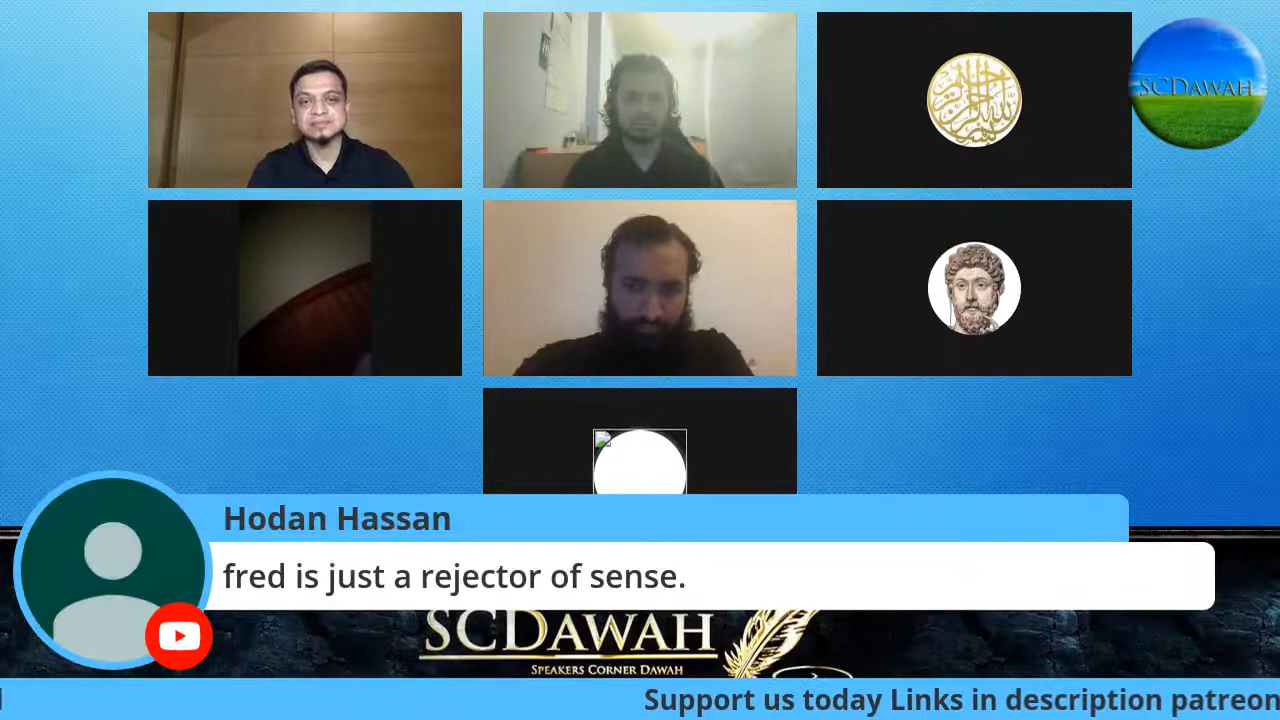 SCDAWAH
Hodan Hassan
fred is just a rejector of sense.
SCDAWAH
SPEAKERS CORNER DAWAH
Support us today Links in description patreon